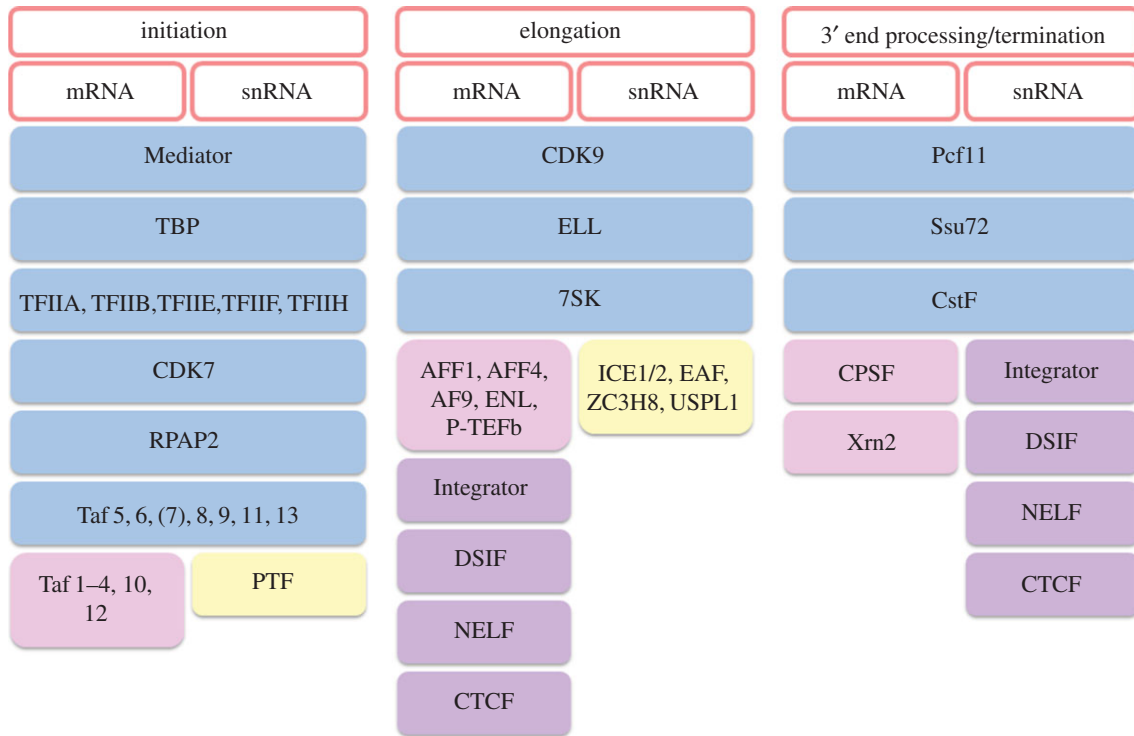 initiation
mRNA
snRNA
Mediator
TBP
TFIIA, TFIIB,TFIIE,TFIIF, TFIIH
CDK7
RPAP2
Taf 5, 6, (7), 8, 9, 11, 13
Taf 1–4, 10,
12
PTF
elongation
mRNA
snRNA
CDK9
ELL
7SK
AFF1, AFF4,
AF9, ENL,
P-TEFb
ICE1/2, EAF,
ZC3H8, USPL1
Integrator
DSIF
NELF
CTCF
3′ end processing/termination
mRNA
snRNA
Pcf11
Ssu72
CstF
CPSF
Integrator
Xrn2
DSIF
NELF
CTCF